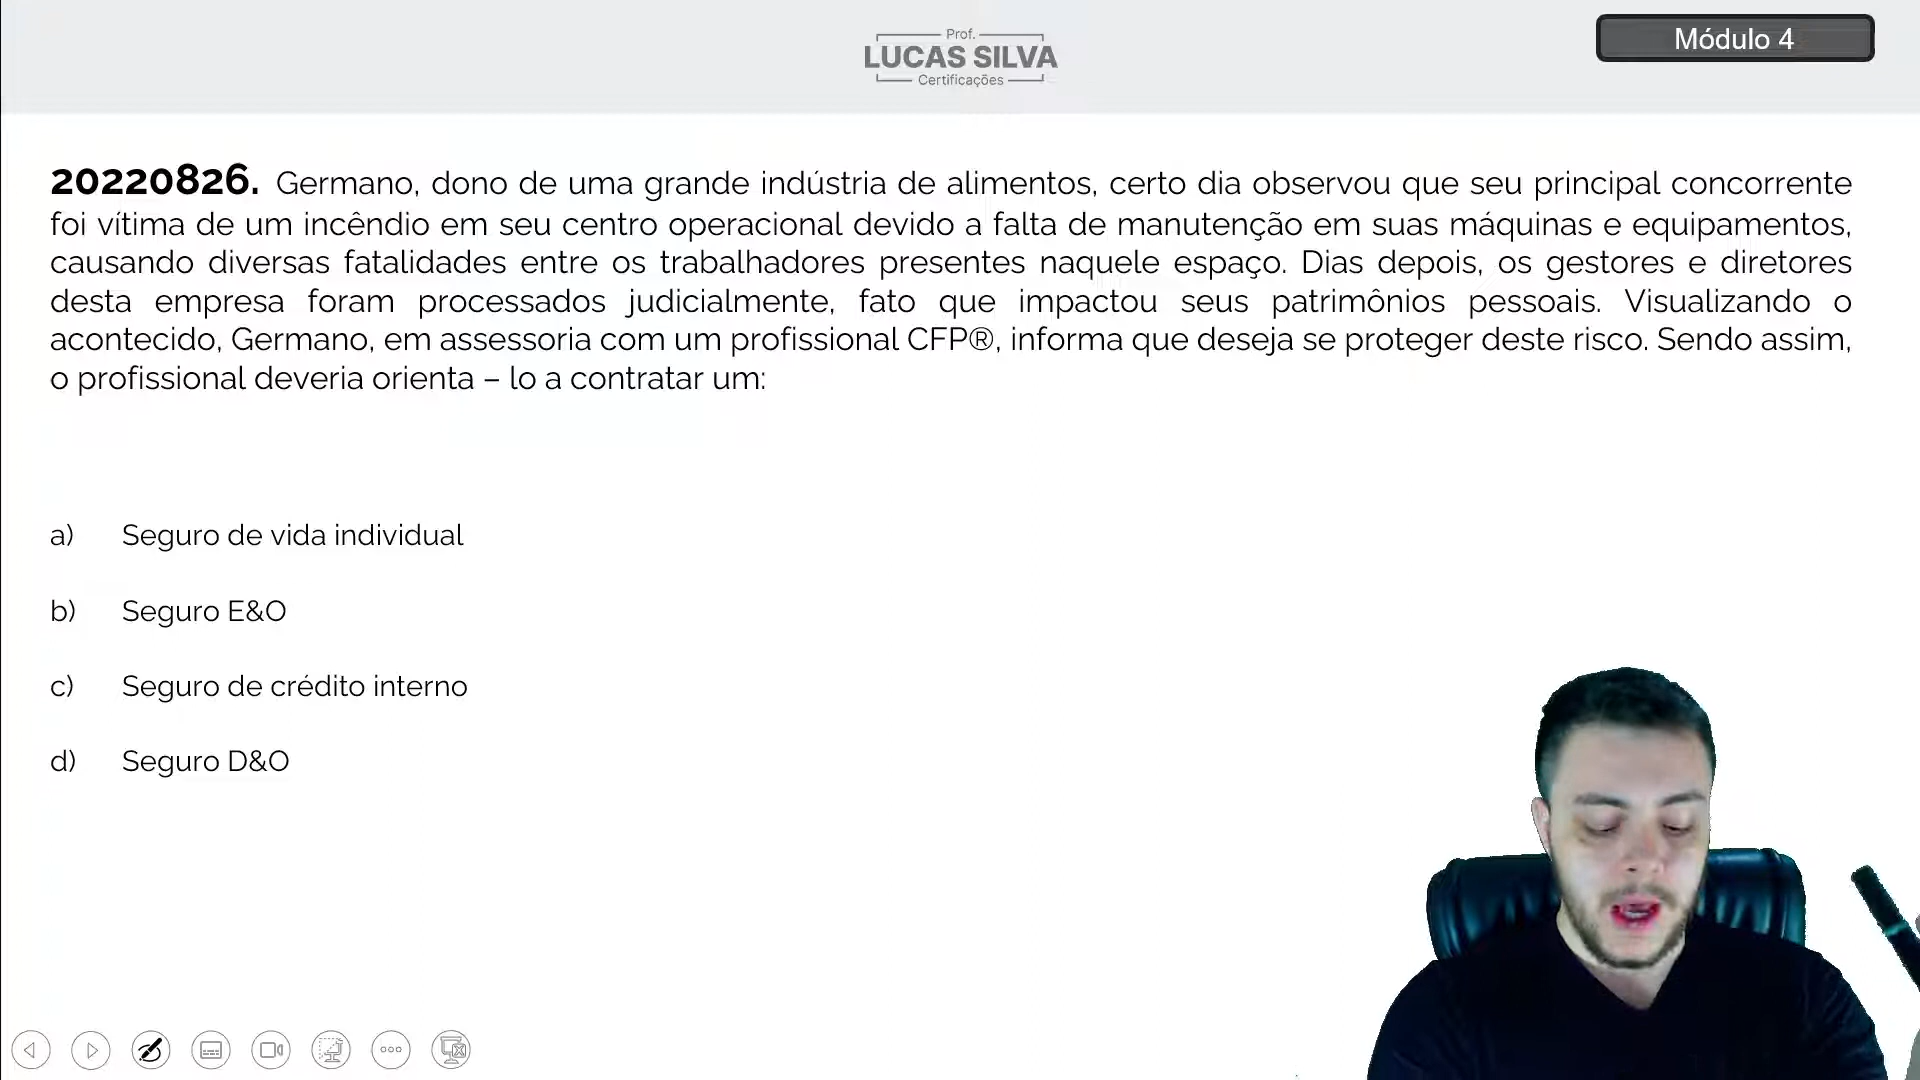 Prof.
LUCAS SILVA
Certificações
Módulo 4
20220826. Germano, dono de uma grande indústria de alimentos, certo dia observou que seu principal concorrente
foi vítima de um incêndio em seu centro operacional devido a falta de manutenção em suas máquinas e equipamentos,
causando diversas fatalidades entre os trabalhadores presentes naquele espaço. Dias depois, os gestores e diretores
desta empresa foram processados judicialmente, fato que impactou seus patrimônios pessoais. Visualizando o
acontecido, Germano, em assessoria com um profissional CFP®, informa que deseja se proteger deste risco. Sendo assim,
o profissional deveria orienta – lo a contratar um:
a) Seguro de vida individual
b) Seguro E&O
c) Seguro de crédito interno
d) Seguro D&O